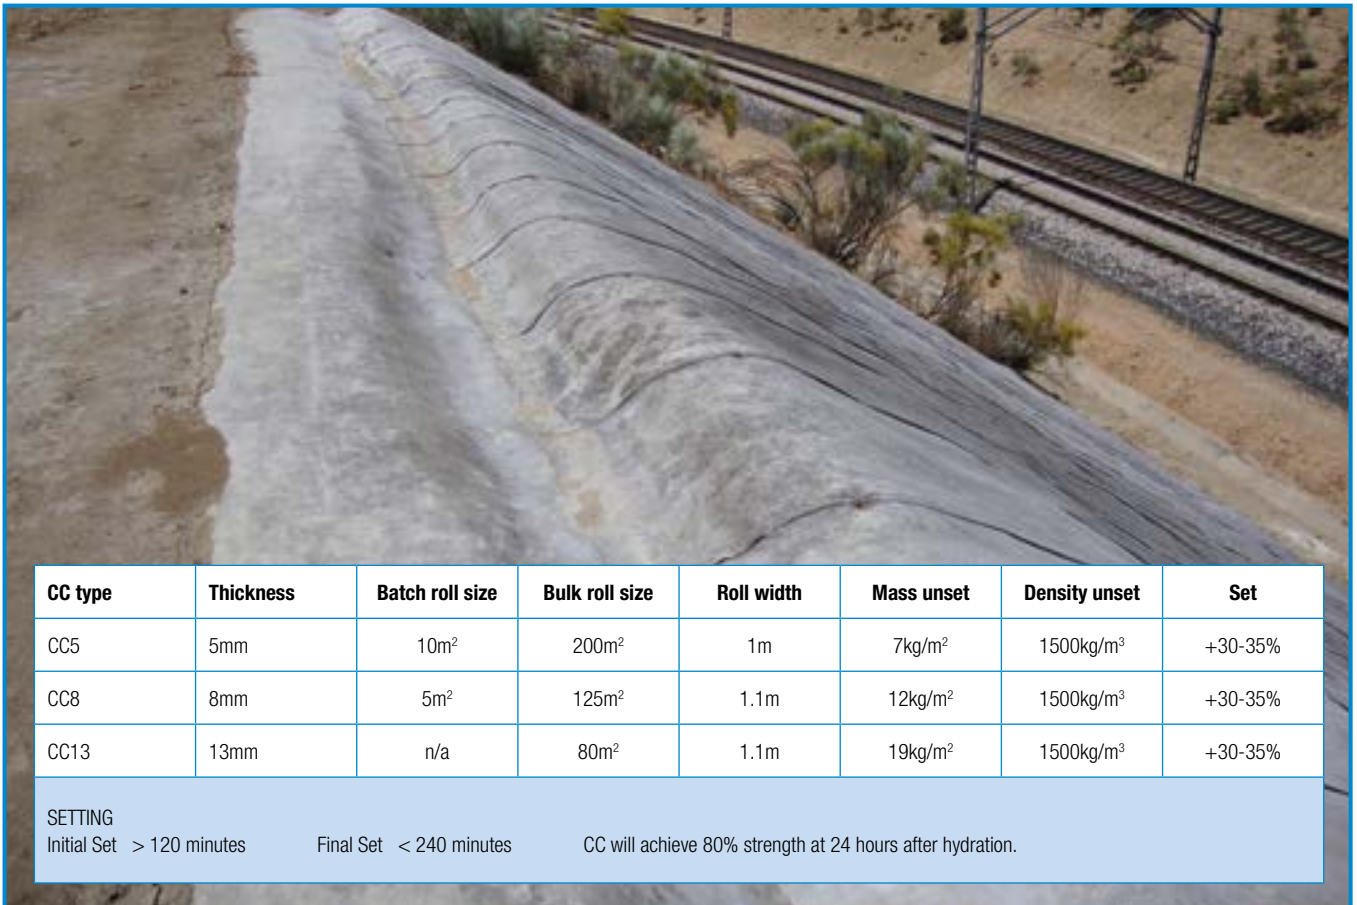 CC type Thickness Batch roll size Bulk roll size Roll width Mass unset Density unset Set
CC5 5mm 10m² 200m² 1m 7kg/m² 1500kg/m³ +30-35%
CC8 8mm 5m² 125m² 1.1m 12kg/m² 1500kg/m³ +30-35%
CC13 13mm n/a 80m² 1.1m 19kg/m² 1500kg/m³ +30-35%
SETTING
Initial Set > 120 minutes Final Set < 240 minutes CC will achieve 80% strength at 24 hours after hydration.